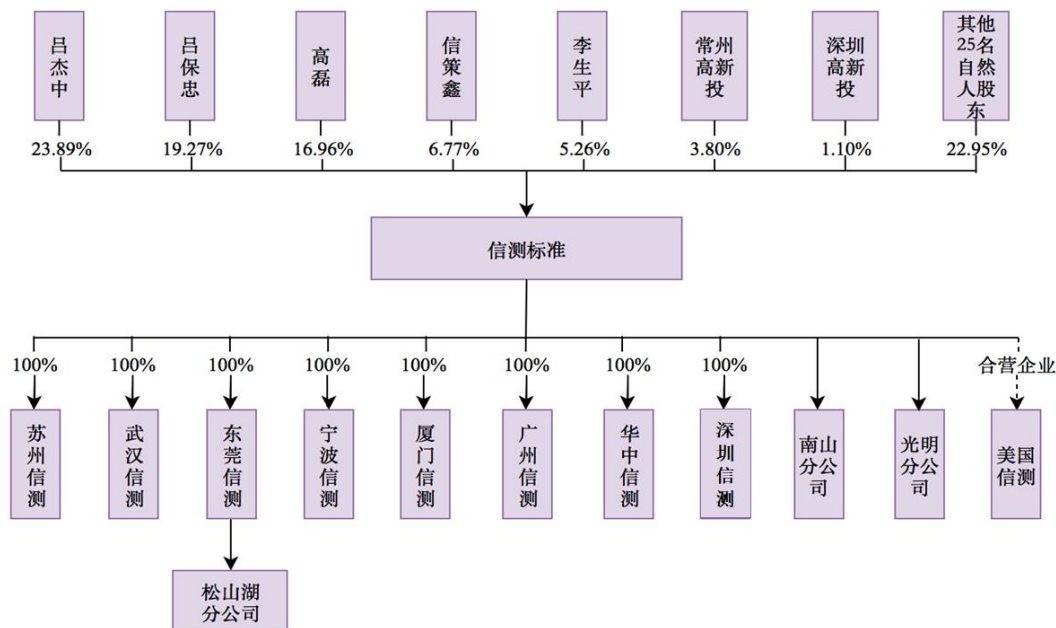 吕杰中
吕保忠
高磊
信策鑫
李生平
常州
高新投
深圳
高新投
其他
25名
自然
人股
东
23.89%
19.27%
16.96%
6.77%
5.26%
3.80%
1.10%
22.95%
信测标准
100%
100%
100%
100%
100%
100%
100%
100%
合营企业
苏州信测
武汉信测
东莞信测
宁波信测
厦门信测
广州信测
华中信测
深圳信测
南山
分公
司
光明
分公
司
美国
信测
松山湖
分公司